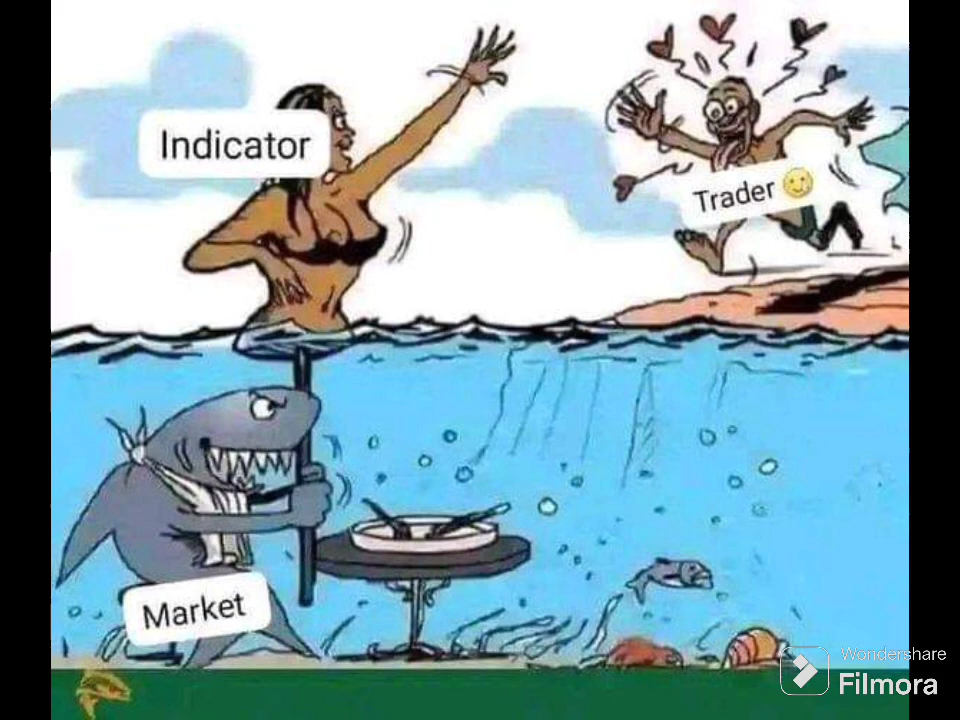 Indicator
Trader
Market
Wondershare
Filmora